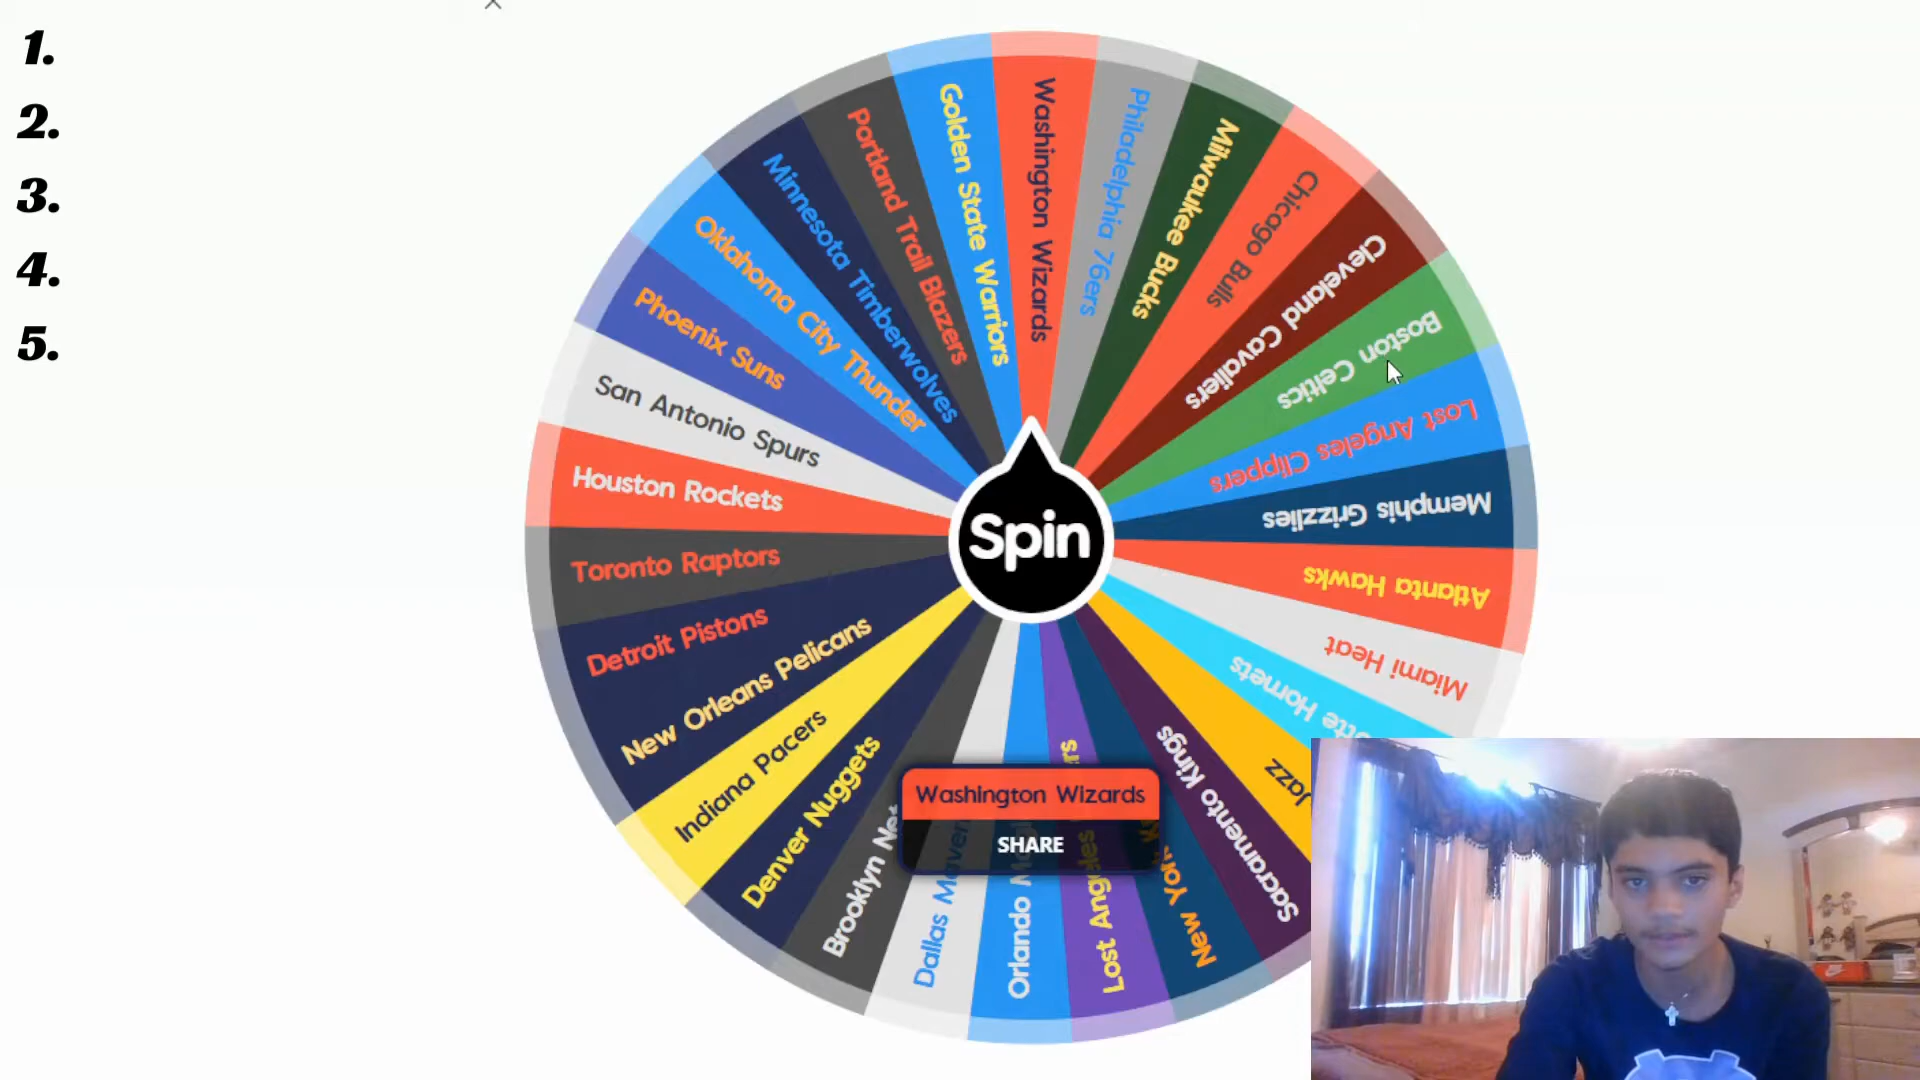 1.
2.
3.
4.
5.
Washington Wizards
Philadelphia 76ers
Milwaukee Bucks
Chicago Bulls
Cleveland Cavaliers
Boston Celtics
Lost Angeles Clippers
Memphis Grizzlies
Atlanta Hawks
Miami Heat
Jazz
Sacramento Kings
New York
Lost Angeles
Orlando
Dallas
Brooklyn
Denver Nuggets
Indiana Pacers
New Orleans Pelicans
Detroit Pistons
Toronto Raptors
Houston Rockets
San Antonio Spurs
Phoenix Suns
Oklahoma City Thunder
Minnesota Timberwolves
Portland Trail Blazers
Golden State Warriors
Spin
Washington Wizards
SHARE